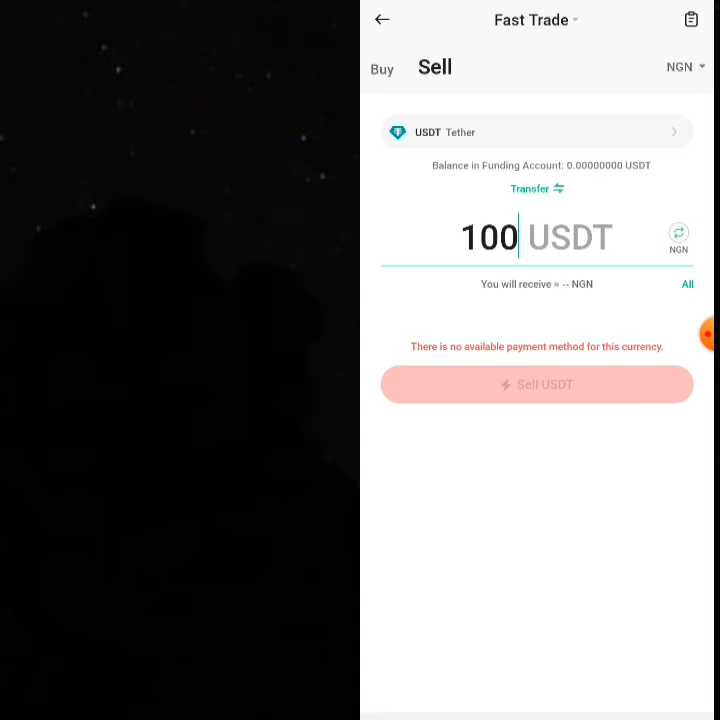 Fast Trade
Buy Sell NGN
USDT Tether
Balance in Funding Account: 0.00000000 USDT
Transfer
100 USDT
NGN
You will receive ≈ -- NGN All
There is no available payment method for this currency.
Sell USDT